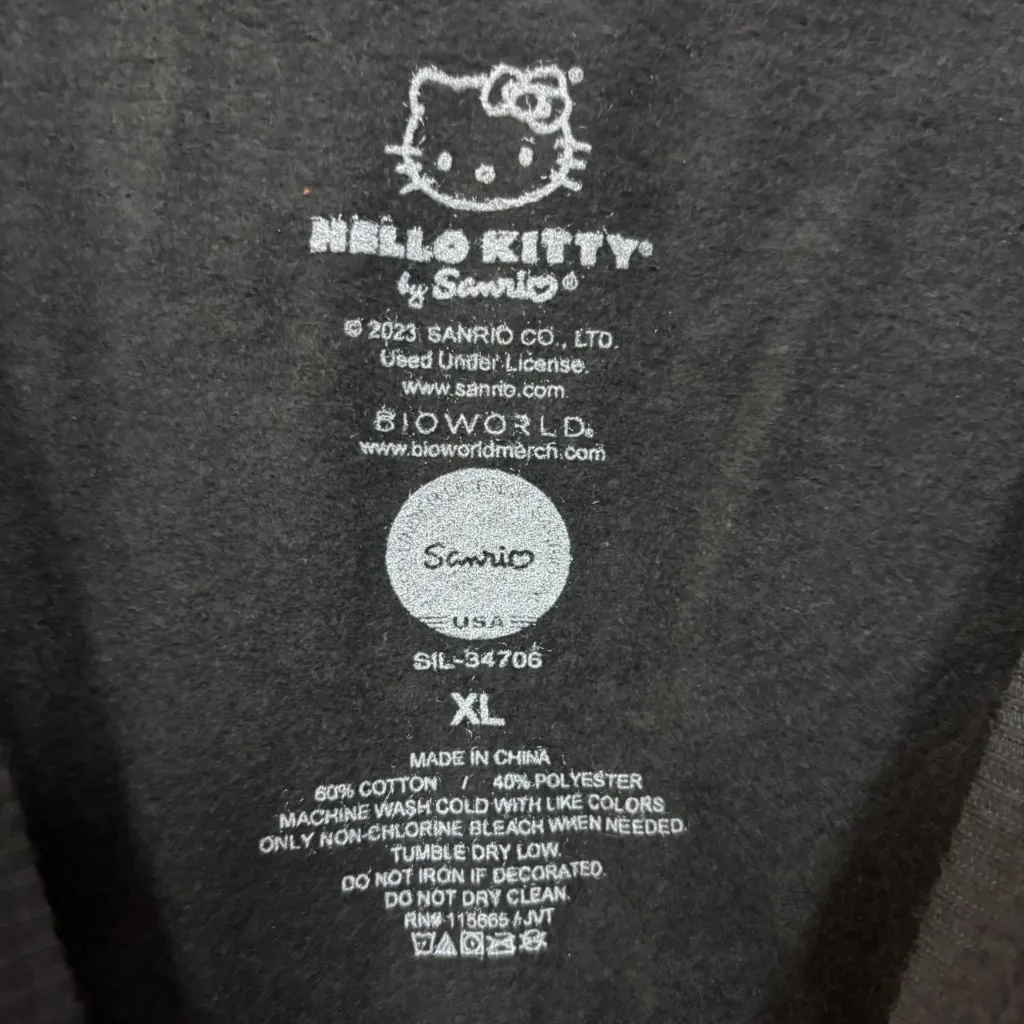 HELLO KITTY®
by Sanrio®
© 2023 SANRIO CO., LTD.
Used Under License.
www.sanrio.com
BIOWORLD®
www.bioworldmerch.com
Sanrio
USA
SIL-34706
XL
MADE IN CHINA
60% COTTON / 40% POLYESTER
MACHINE WASH COLD WITH LIKE COLORS
ONLY NON-CHLORINE BLEACH WHEN NEEDED.
TUMBLE DRY LOW.
DO NOT IRON IF DECORATED.
DO NOT DRY CLEAN.
RN# 115665 / JVT